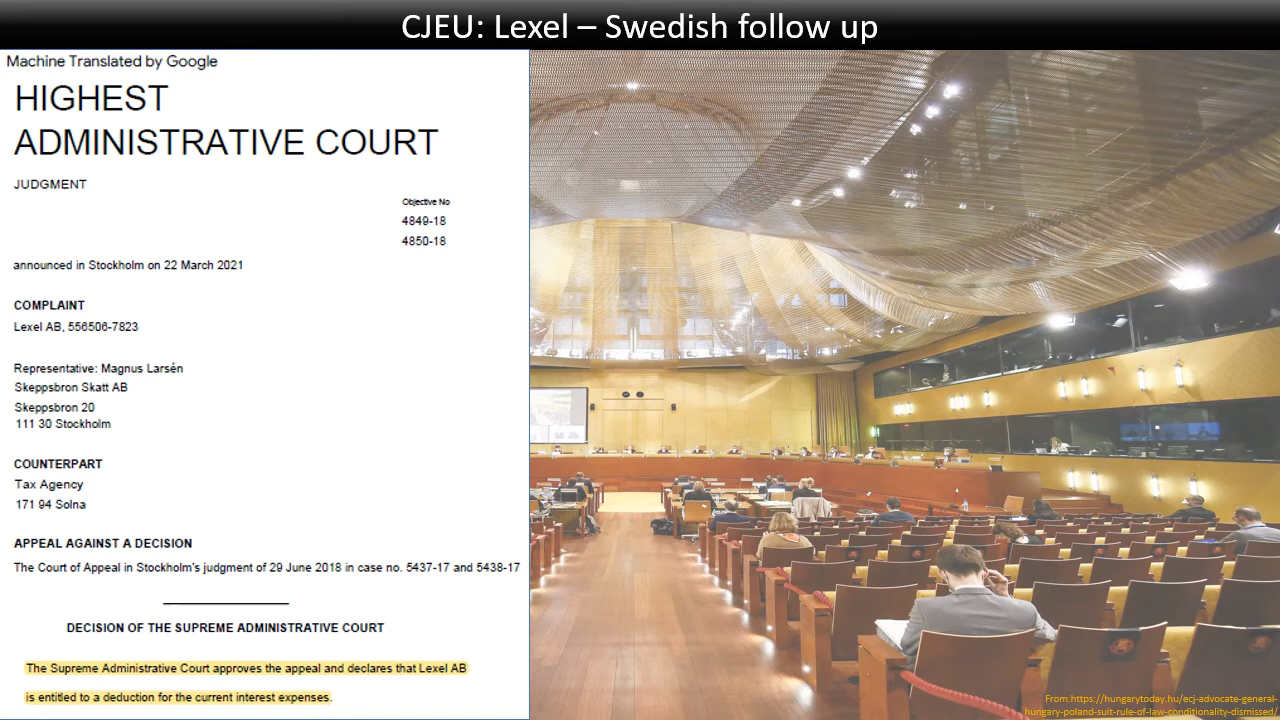 CJEU: Lexel – Swedish follow up
Machine Translated by Google
HIGHEST
ADMINISTRATIVE COURT
JUDGMENT
Objective No
4849-18
4850-18
announced in Stockholm on 22 March 2021
COMPLAINT
Lexel AB, 556506-7823
Representative: Magnus Larsén
Skeppsbron Skatt AB
Skeppsbron 20
111 30 Stockholm
COUNTERPART
Tax Agency
171 94 Solna
APPEAL AGAINST A DECISION
The Court of Appeal in Stockholm's judgment of 29 June 2018 in case no. 5437-17 and 5438-17
DECISION OF THE SUPREME ADMINISTRATIVE COURT
The Supreme Administrative Court approves the appeal and declares that Lexel AB
is entitled to a deduction for the current interest expenses.
From:https://hungarytoday.hu/ecj-advocate-general-
hungary-poland-suit-rule-of-law-conditionality-dismissed/